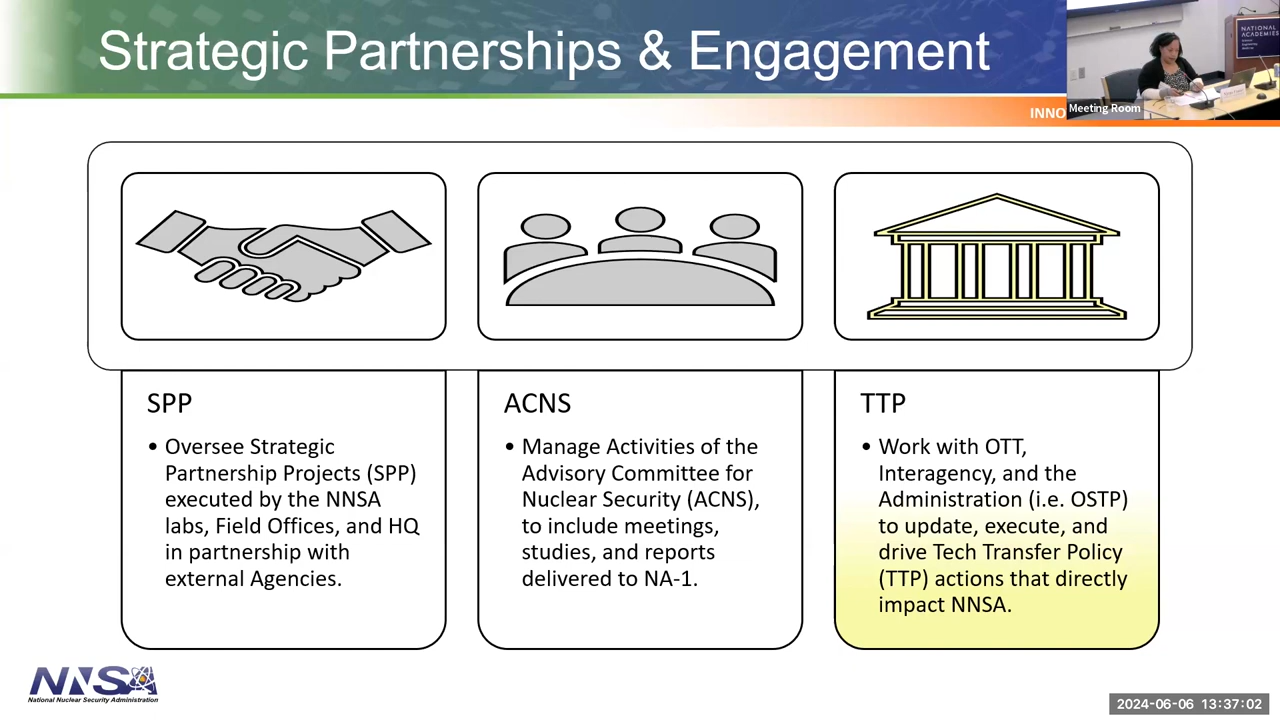 Strategic Partnerships & Engagement
INNO
Meeting Room
NATIONAL
ACADEMIES
SPP
• Oversee Strategic
Partnership Projects (SPP)
executed by the NNSA
labs, Field Offices, and HQ
in partnership with
external Agencies.
ACNS
• Manage Activities of the
Advisory Committee for
Nuclear Security (ACNS),
to include meetings,
studies, and reports
delivered to NA-1.
TTP
• Work with OTT,
Interagency, and the
Administration (i.e. OSTP)
to update, execute, and
drive Tech Transfer Policy
(TTP) actions that directly
impact NNSA.
NNSA
National Nuclear Security Administration
2024-06-06 13:37:02